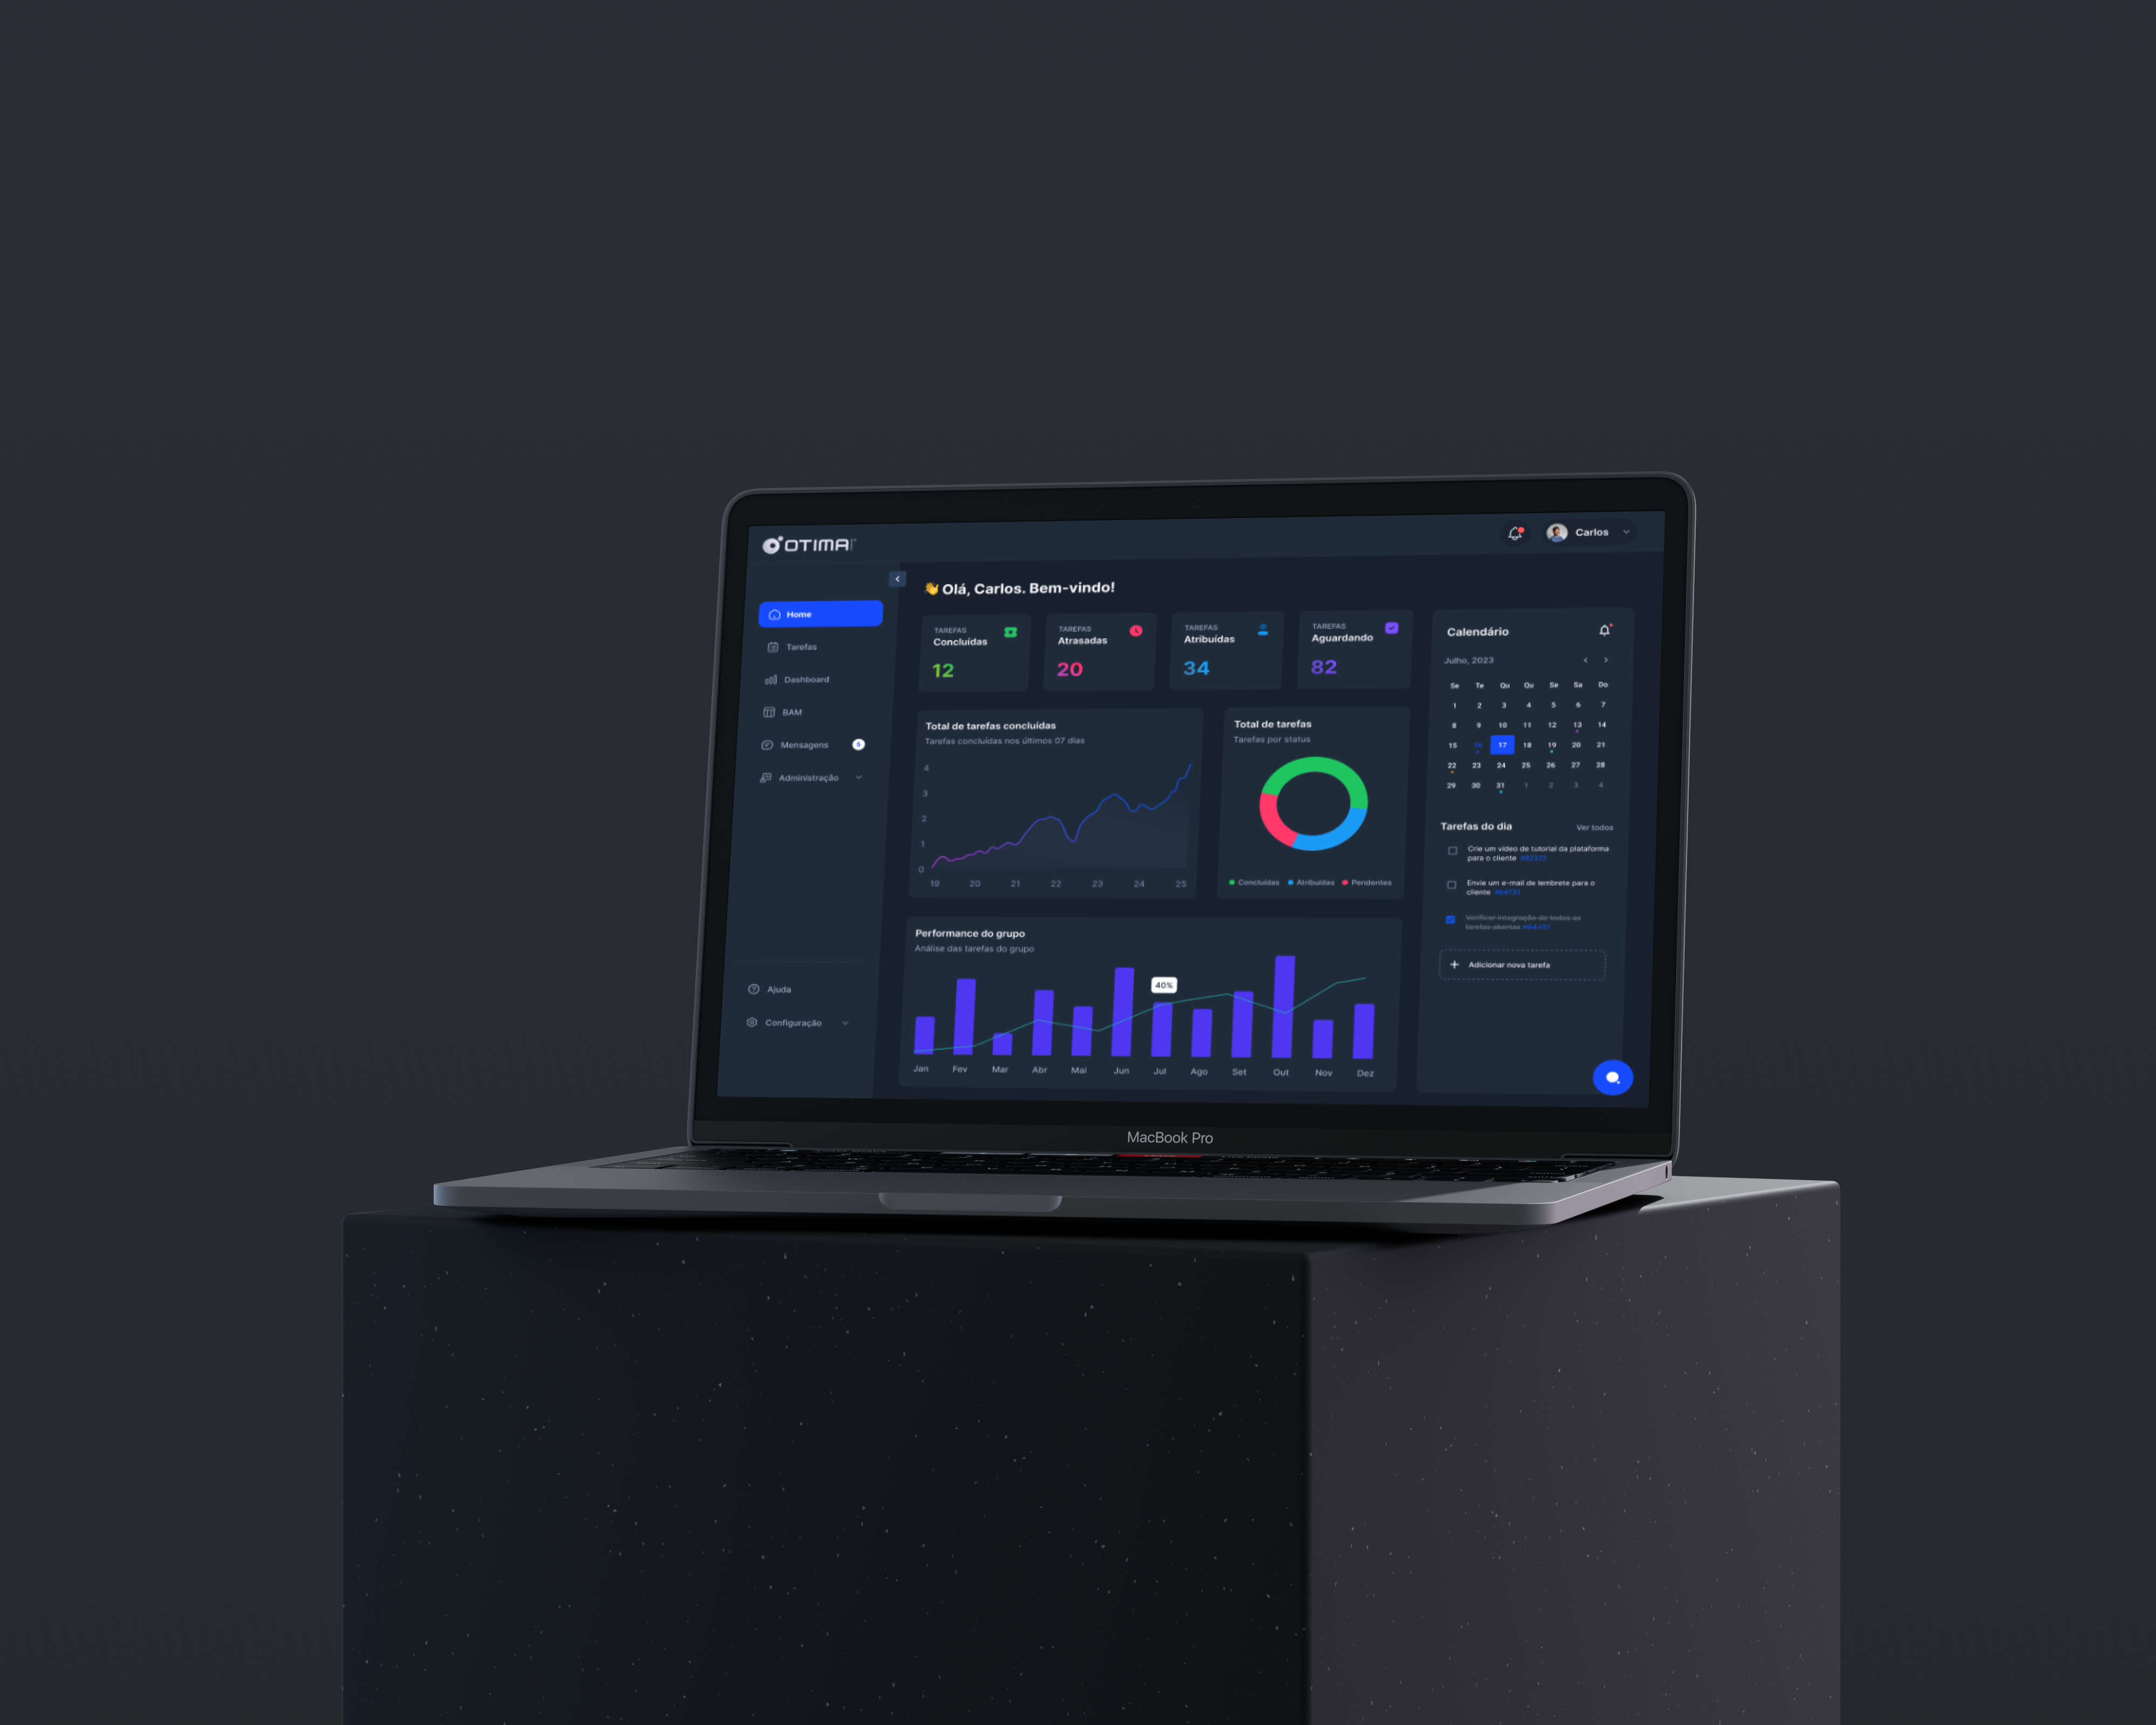 OTIMA
Carlos
👋 Olá, Carlos. Bem-vindo!
Home
Tarefas
Dashboard
BAM
Mensagens 5
Administração
Ajuda
Configuração
TAREFAS
Concluídas
12
TAREFAS
Atrasadas
20
TAREFAS
Atribuídas
34
TAREFAS
Aguardando
82
Total de tarefas concluídas
Tarefas concluídas nos últimos 07 dias
4
3
2
1
0
19 20 21 22 23 24 25
Total de tarefas
Tarefas por status
Concluídas Atribuídas Pendentes
Performance do grupo
Análise das tarefas do grupo
40%
Jan Fev Mar Abr Mai Jun Jul Ago Set Out Nov Dez
Calendário
Julho, 2023
Se Te Qu Qu Se Sa Do
1 2 3 4 5 6 7
8 9 10 11 12 13 14
15 16 17 18 19 20 21
22 23 24 25 26 27 28
29 30 31 1 2 3 4
Tarefas do dia Ver todos
Crie um vídeo de tutorial da plataforma
para o cliente #82372
Envie um e-mail de lembrete para o
cliente #64731
Verificar integração de todas as
tarefas abertas #64731
+ Adicionar nova tarefa
MacBook Pro